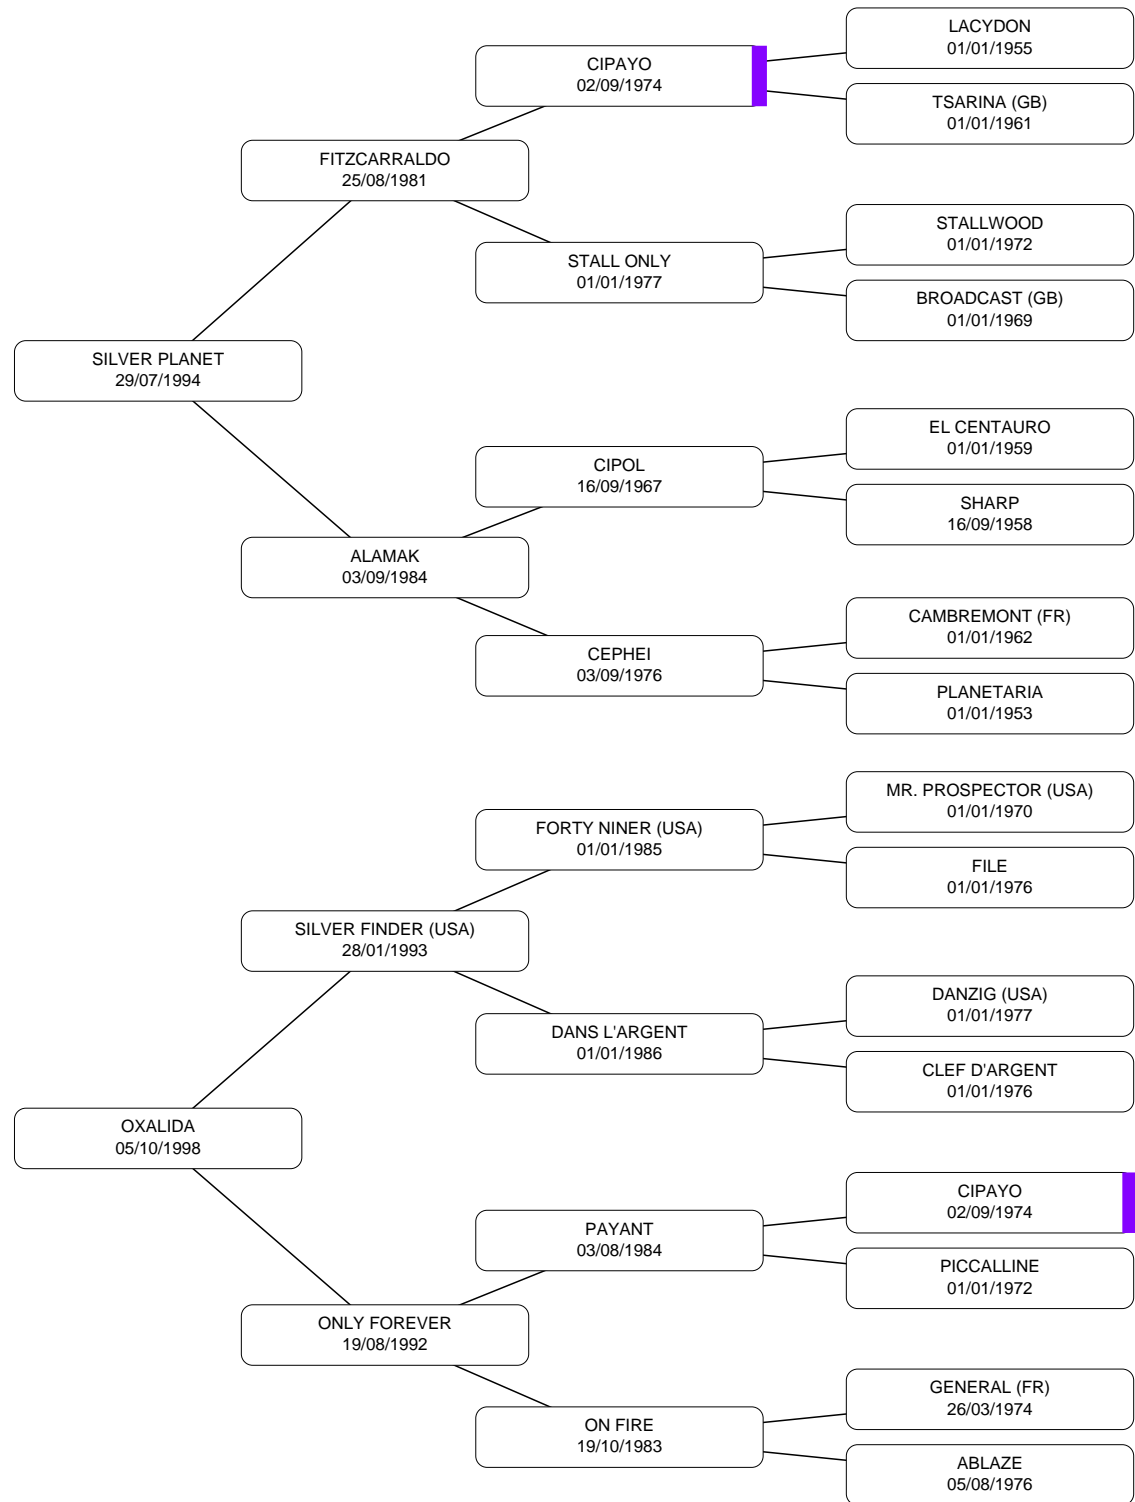 LACYDON
01/01/1955
CIPAYO
02/09/1974
TSARINA (GB)
01/01/1961
FITZCARRALDO
25/08/1981
STALLWOOD
01/01/1972
STALL ONLY
01/01/1977
BROADCAST (GB)
01/01/1969
SILVER PLANET
29/07/1994
EL CENTAURO
01/01/1959
CIPOL
16/09/1967
SHARP
16/09/1958
ALAMAK
03/09/1984
CAMBREMONT (FR)
01/01/1962
CEPHEI
03/09/1976
PLANETARIA
01/01/1953
MR. PROSPECTOR (USA)
01/01/1970
FORTY NINER (USA)
01/01/1985
FILE
01/01/1976
SILVER FINDER (USA)
28/01/1993
DANZIG (USA)
01/01/1977
DANS L'ARGENT
01/01/1986
CLEF D'ARGENT
01/01/1976
OXALIDA
05/10/1998
CIPAYO
02/09/1974
PAYANT
03/08/1984
PICCALLINE
01/01/1972
ONLY FOREVER
19/08/1992
GENERAL (FR)
26/03/1974
ON FIRE
19/10/1983
ABLAZE
05/08/1976